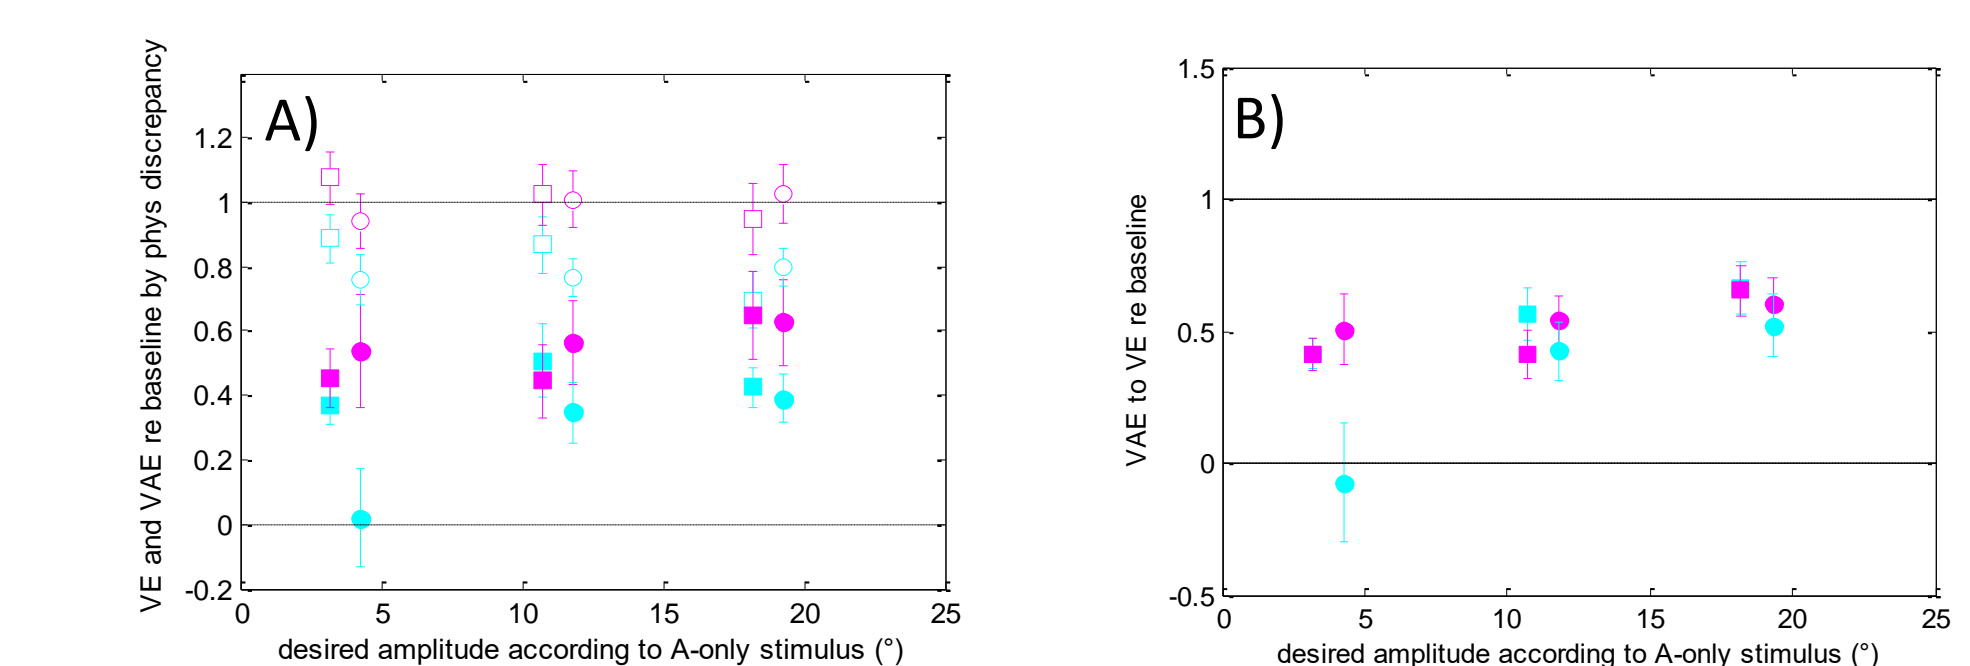 A)
VE and VAE re baseline by phys discrepancy
1.2
1
0.8
0.6
0.4
0.2
0
-0.2
0 5 10 15 20 25
desired amplitude according to A-only stimulus (°)
B)
VAE to VE re baseline
1.5
1
0.5
0
-0.5
0 5 10 15 20 25
desired amplitude according to A-only stimulus (°)